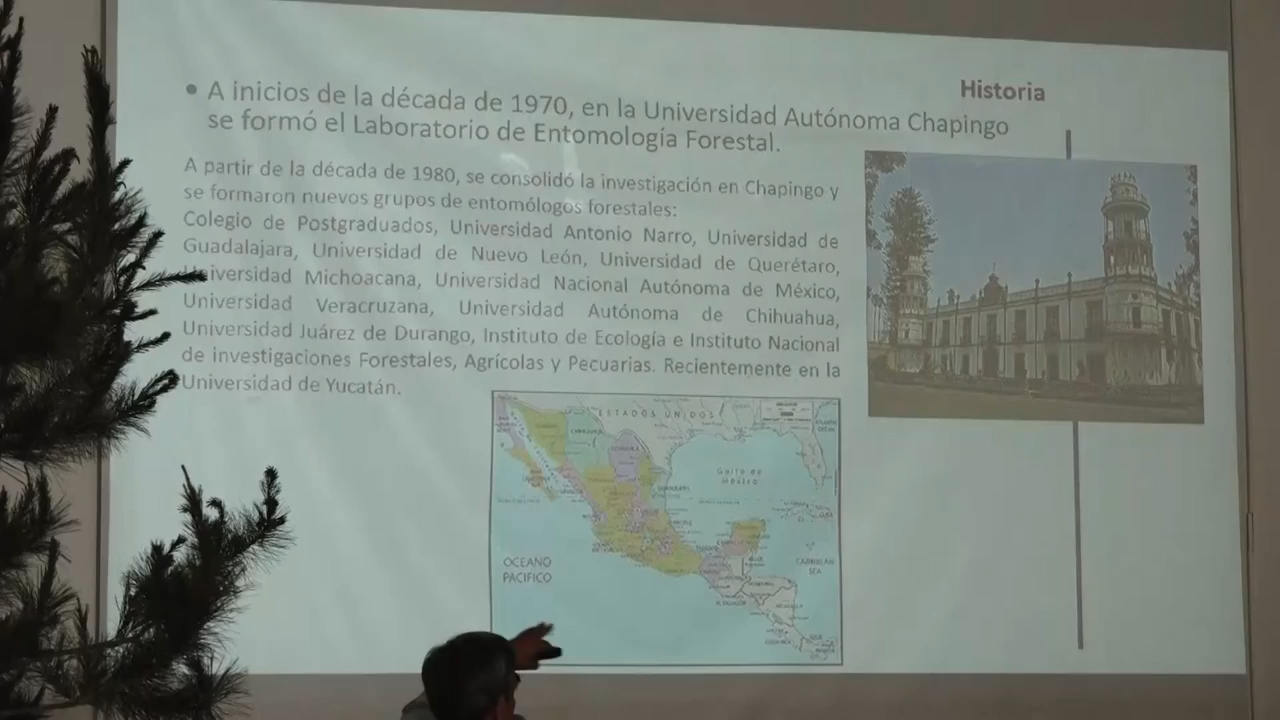 Historia
• A inicios de la década de 1970, en la Universidad Autónoma Chapingo
se formó el Laboratorio de Entomología Forestal.
A partir de la década de 1980, se consolidó la investigación en Chapingo y
se formaron nuevos grupos de entomólogos forestales:
Colegio de Postgraduados, Universidad Antonio Narro, Universidad de
Guadalajara, Universidad de Nuevo León, Universidad de Querétaro,
Universidad Michoacana, Universidad Nacional Autónoma de México,
Universidad Veracruzana, Universidad Autónoma de Chihuahua,
Universidad Juárez de Durango, Instituto de Ecología e Instituto Nacional
de investigaciones Forestales, Agrícolas y Pecuarias. Recientemente en la
Universidad de Yucatán.
ESTADOS UNIDOS
Golfo de
México
OCEANO
PACIFICO
CARIBBEAN
SEA